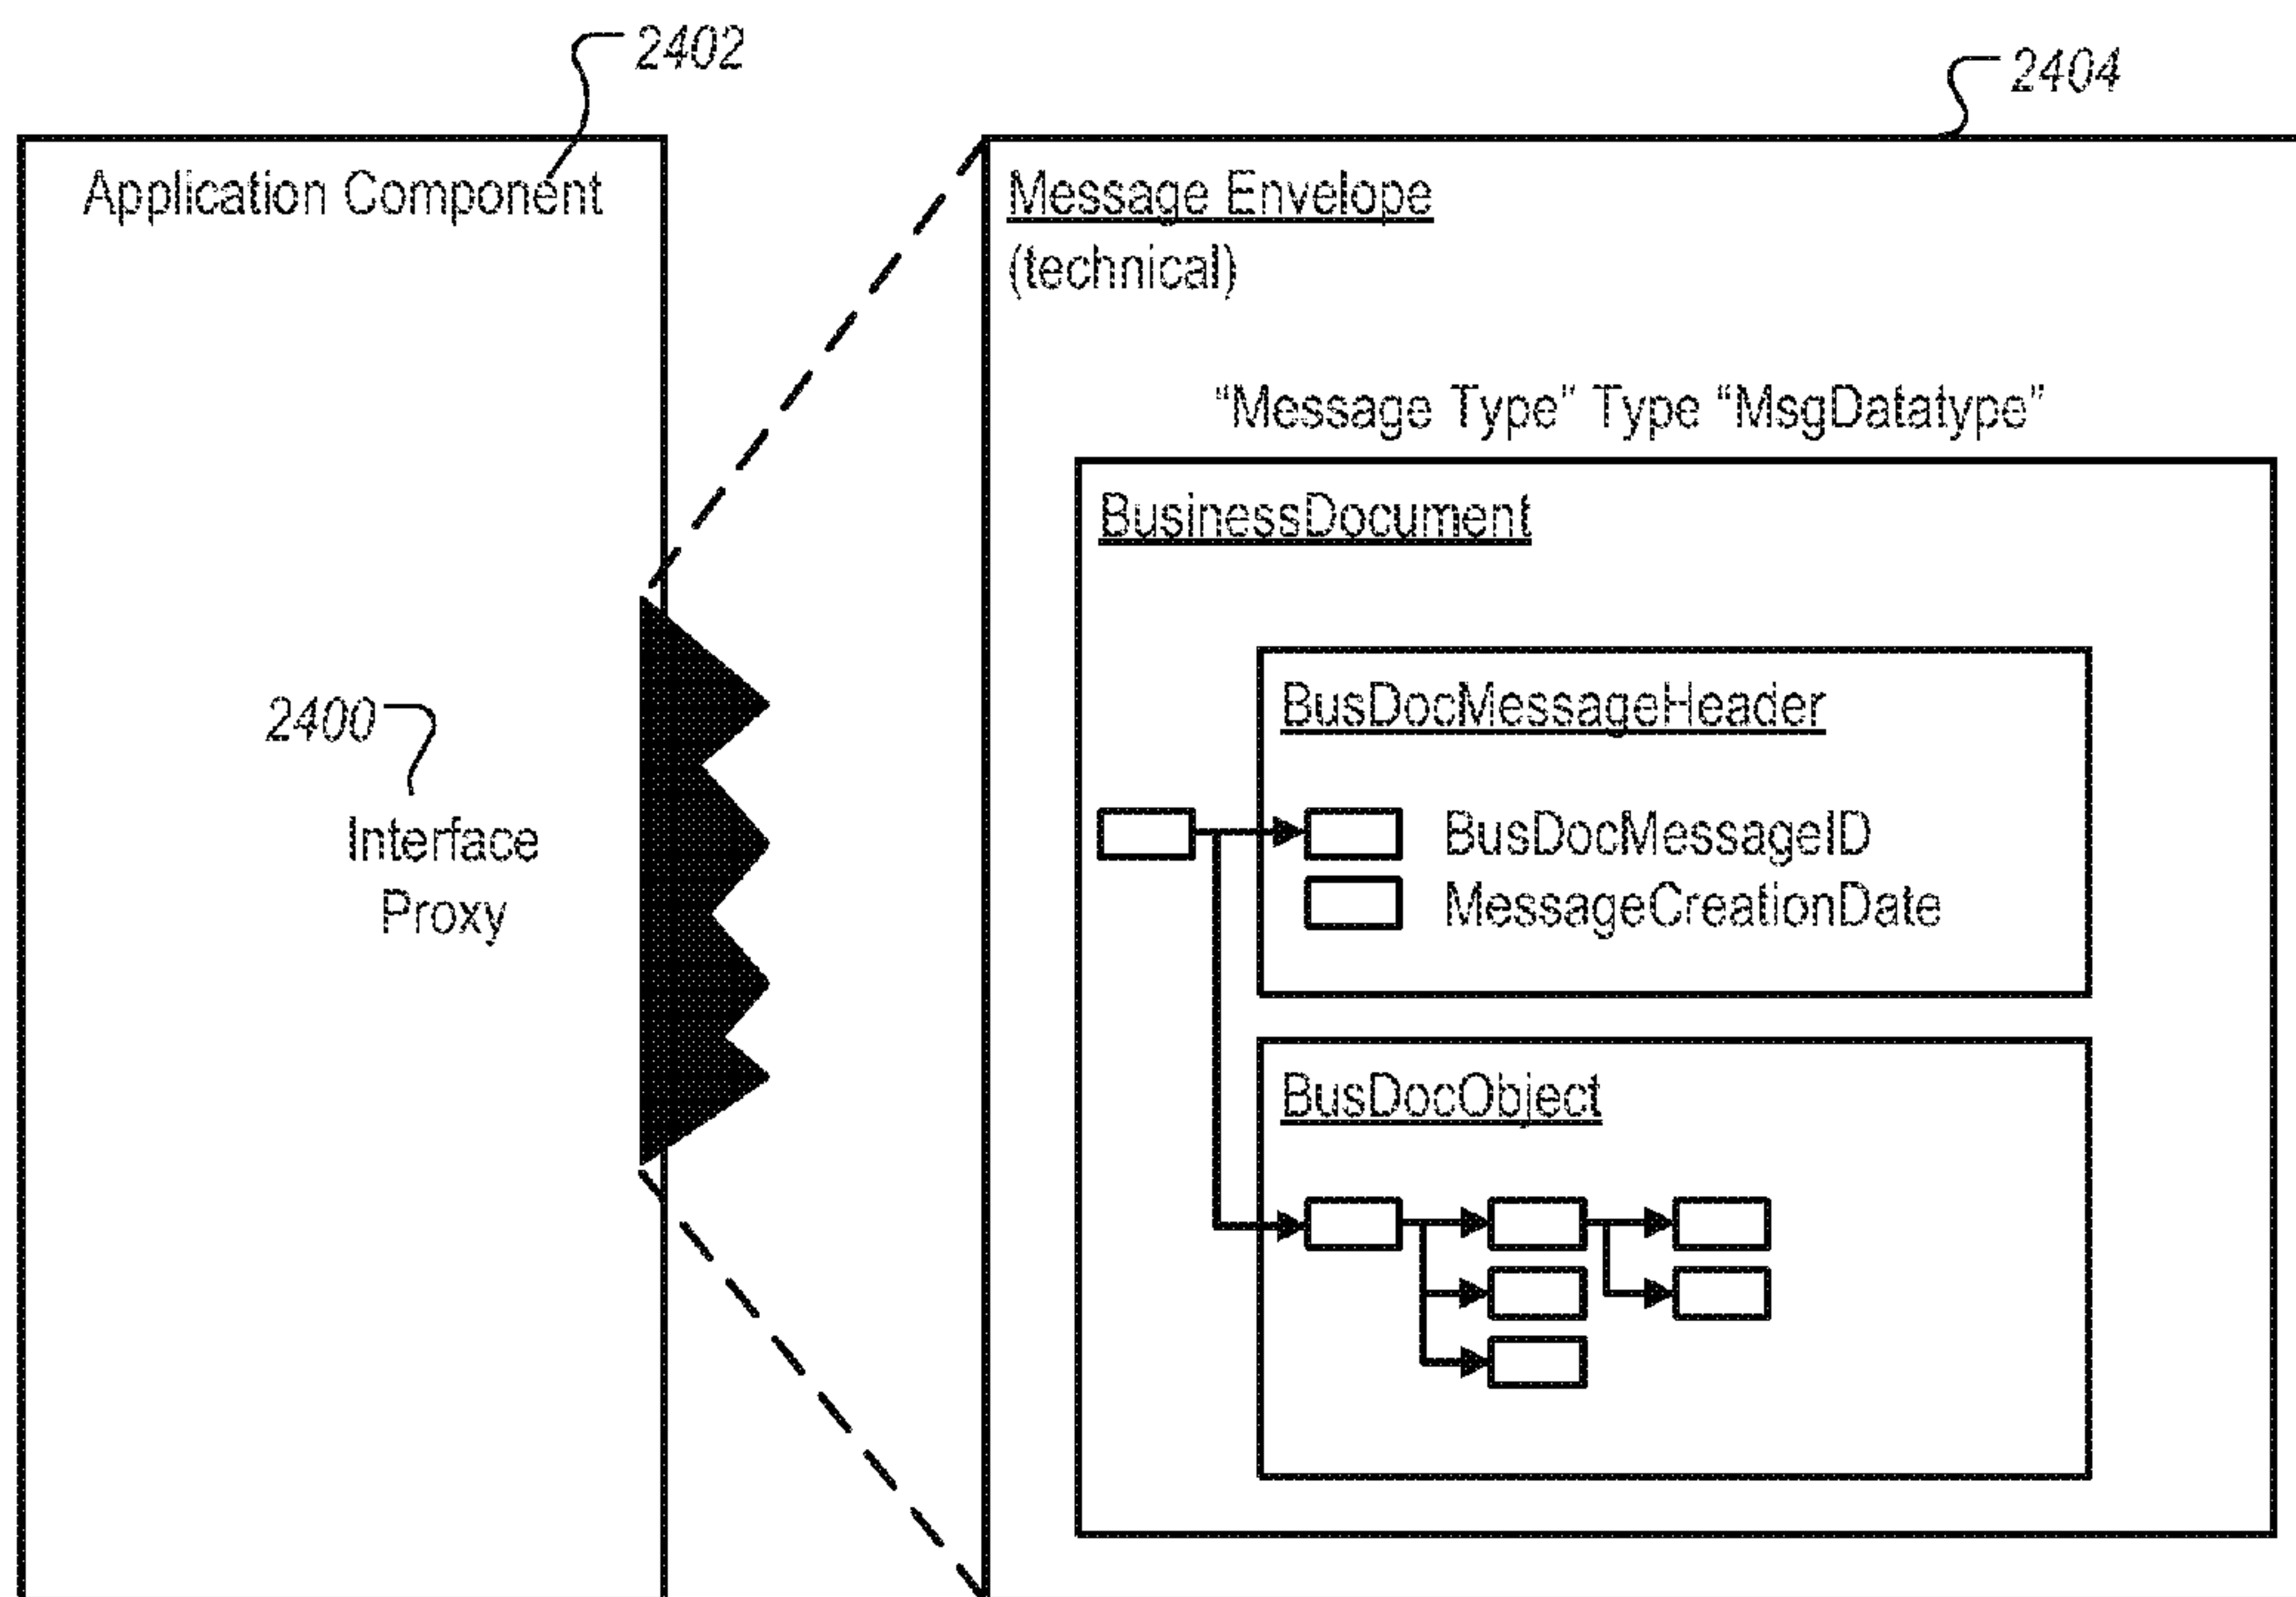 2402
2404
Application Component
Message Envelope
(technical)
“Message Type” Type “MsgDatatype”
BusinessDocument
BusDocMessageHeader
2400
Interface
Proxy
BusDocMessageID
MessageCreationDate
BusDocObject